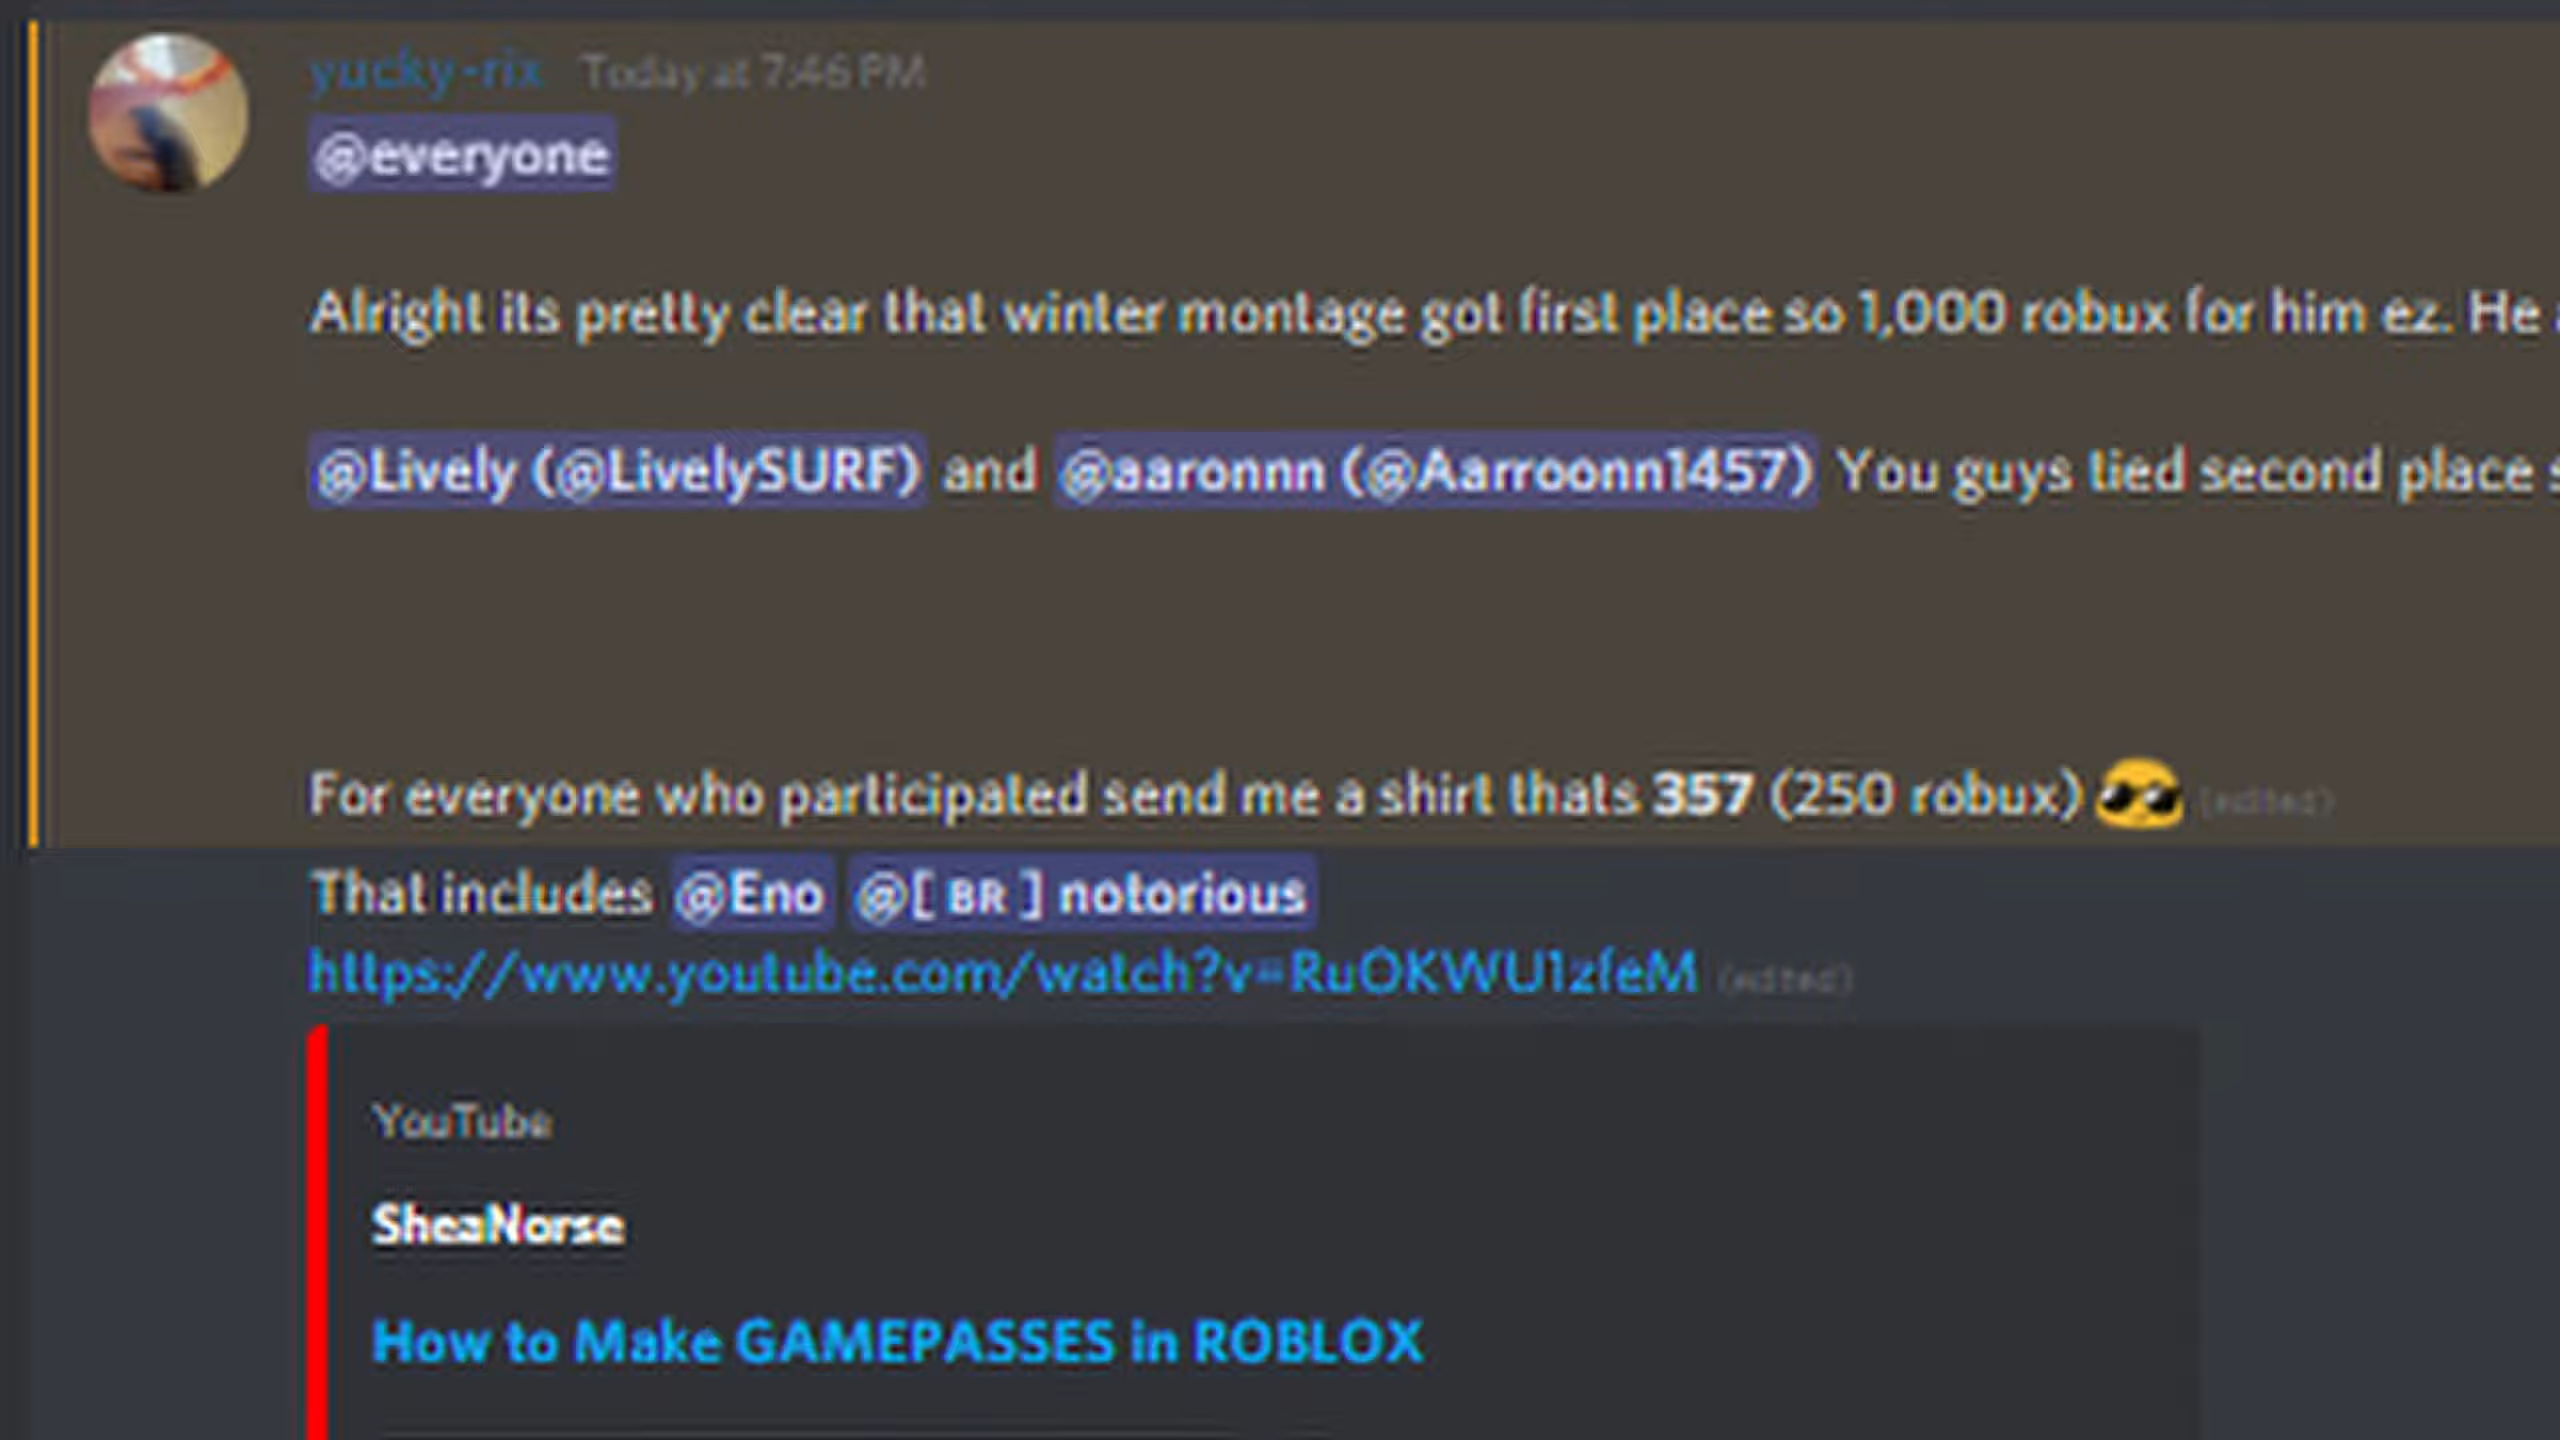 yucky-rix Today at 7:46 PM
@everyone
Alright its pretty clear that winter montage got first place so 1,000 robux for him ez. He
@Lively (@LivelySURF) and @aaronnn (@Aarroonn1457) You guys tied second place
For everyone who participated send me a shirt thats 357 (250 robux) 😎 (edited)
That includes @Eno @[ BR ] notorious
https://www.youtube.com/watch?v=RuOKWU1zfeM (edited)
YouTube
SheaNorse
How to Make GAMEPASSES in ROBLOX